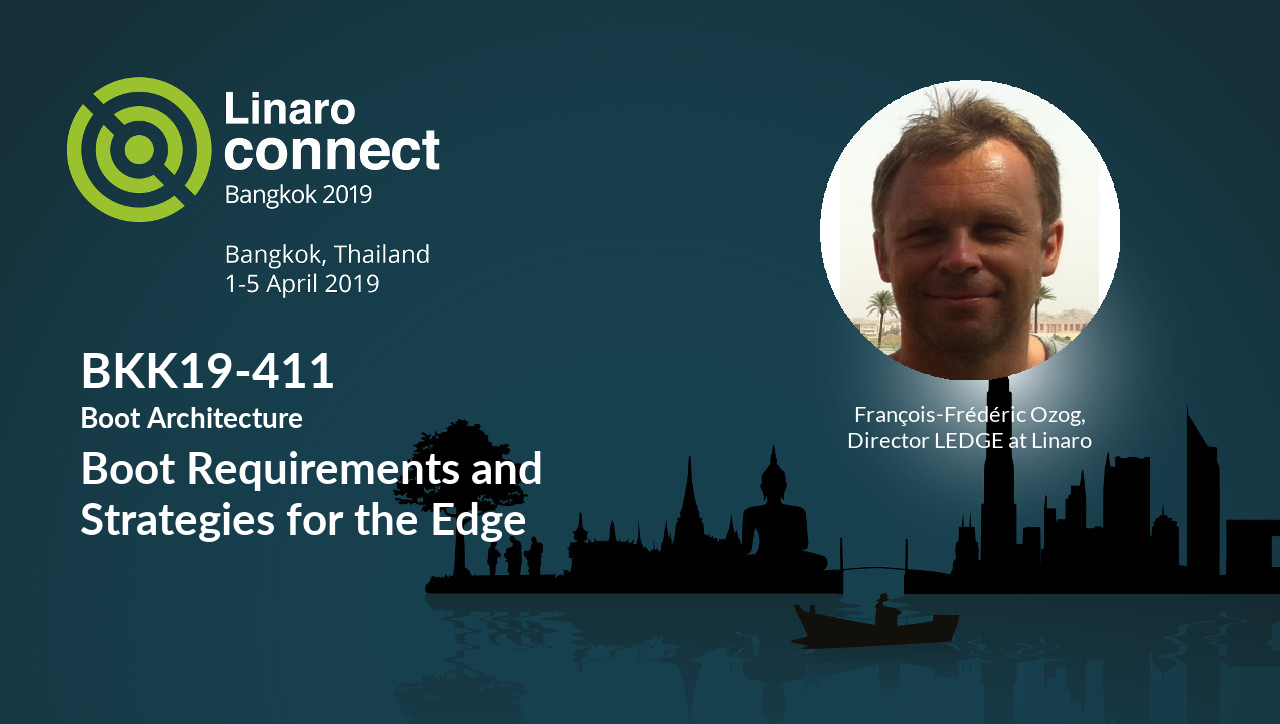 Linaro
connect
Bangkok 2019
Bangkok, Thailand
1-5 April 2019
BKK19-411
Boot Architecture
Boot Requirements and
Strategies for the Edge
François-Frédéric Ozog,
Director LEDGE at Linaro